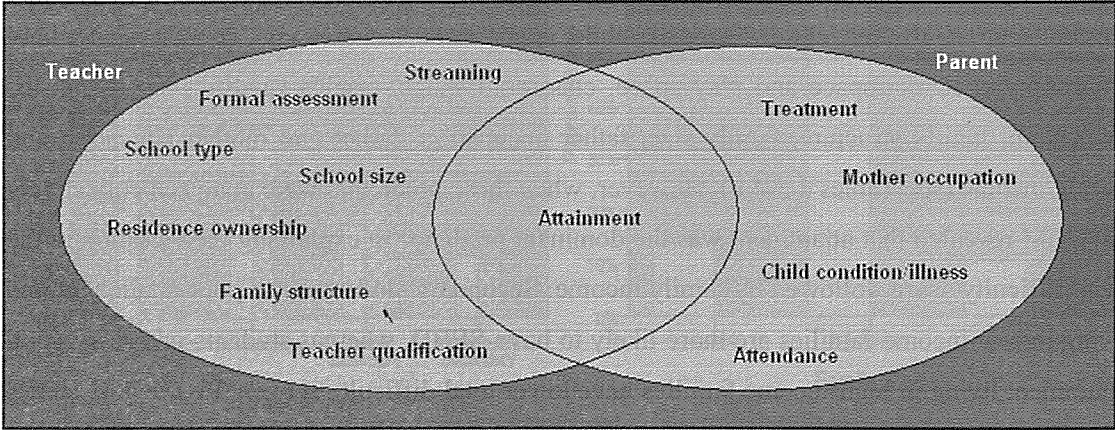 Teacher
Parent
Streaming
Formal assessment
Treatment
School type
School size
Mother occupation
Attainment
Residence ownership
Child condition/illness
Family structure
Teacher qualification
Attendance